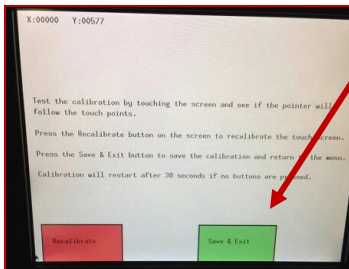 X:00000 Y:00577
Test the calibration by touching the screen and see if the pointer will
follow the touch points.
Press the Recalibrate button on the screen to recalibrate the touch screen.
Press the Save & Exit button to save the calibration and return to the menu.
Calibration will restart after 30 seconds if no buttons are pressed.
Recalibrate
Save & Exit